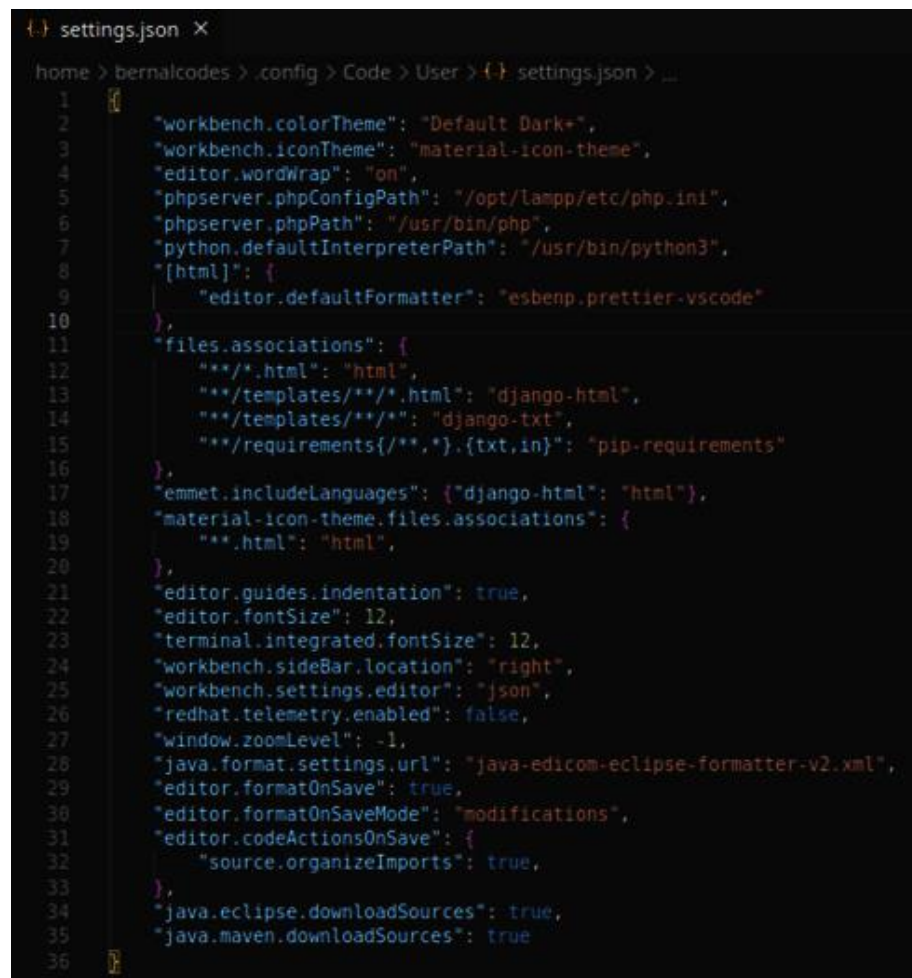 {..} settings.json ×
home > bernalcodes > .config > Code > User > {..} settings.json > ...
1 {
2 "workbench.colorTheme": "Default Dark+",
3 "workbench.iconTheme": "material-icon-theme",
4 "editor.wordWrap": "on",
5 "phpserver.phpConfigPath": "/opt/lampp/etc/php.ini",
6 "phpserver.phpPath": "/usr/bin/php",
7 "python.defaultInterpreterPath": "/usr/bin/python3",
8 "[html]": {
9 "editor.defaultFormatter": "esbenp.prettier-vscode"
10 },
11 "files.associations": {
12 "**/*.html": "html",
13 "**/templates/**/*.html": "django-html",
14 "**/templates/**/*": "django-txt",
15 "**/requirements{/**,*}.{txt,in}": "pip-requirements"
16 },
17 "emmet.includeLanguages": {"django-html": "html"},
18 "material-icon-theme.files.associations": {
19 "**.html": "html",
20 },
21 "editor.guides.indentation": true,
22 "editor.fontSize": 12,
23 "terminal.integrated.fontSize": 12,
24 "workbench.sideBar.location": "right",
25 "workbench.settings.editor": "json",
26 "redhat.telemetry.enabled": false,
27 "window.zoomLevel": -1,
28 "java.format.settings.url": "java-edicom-eclipse-formatter-v2.xml",
29 "editor.formatOnSave": true,
30 "editor.formatOnSaveMode": "modifications",
31 "editor.codeActionsOnSave": {
32 "source.organizeImports": true,
33 },
34 "java.eclipse.downloadSources": true,
35 "java.maven.downloadSources": true
36 }